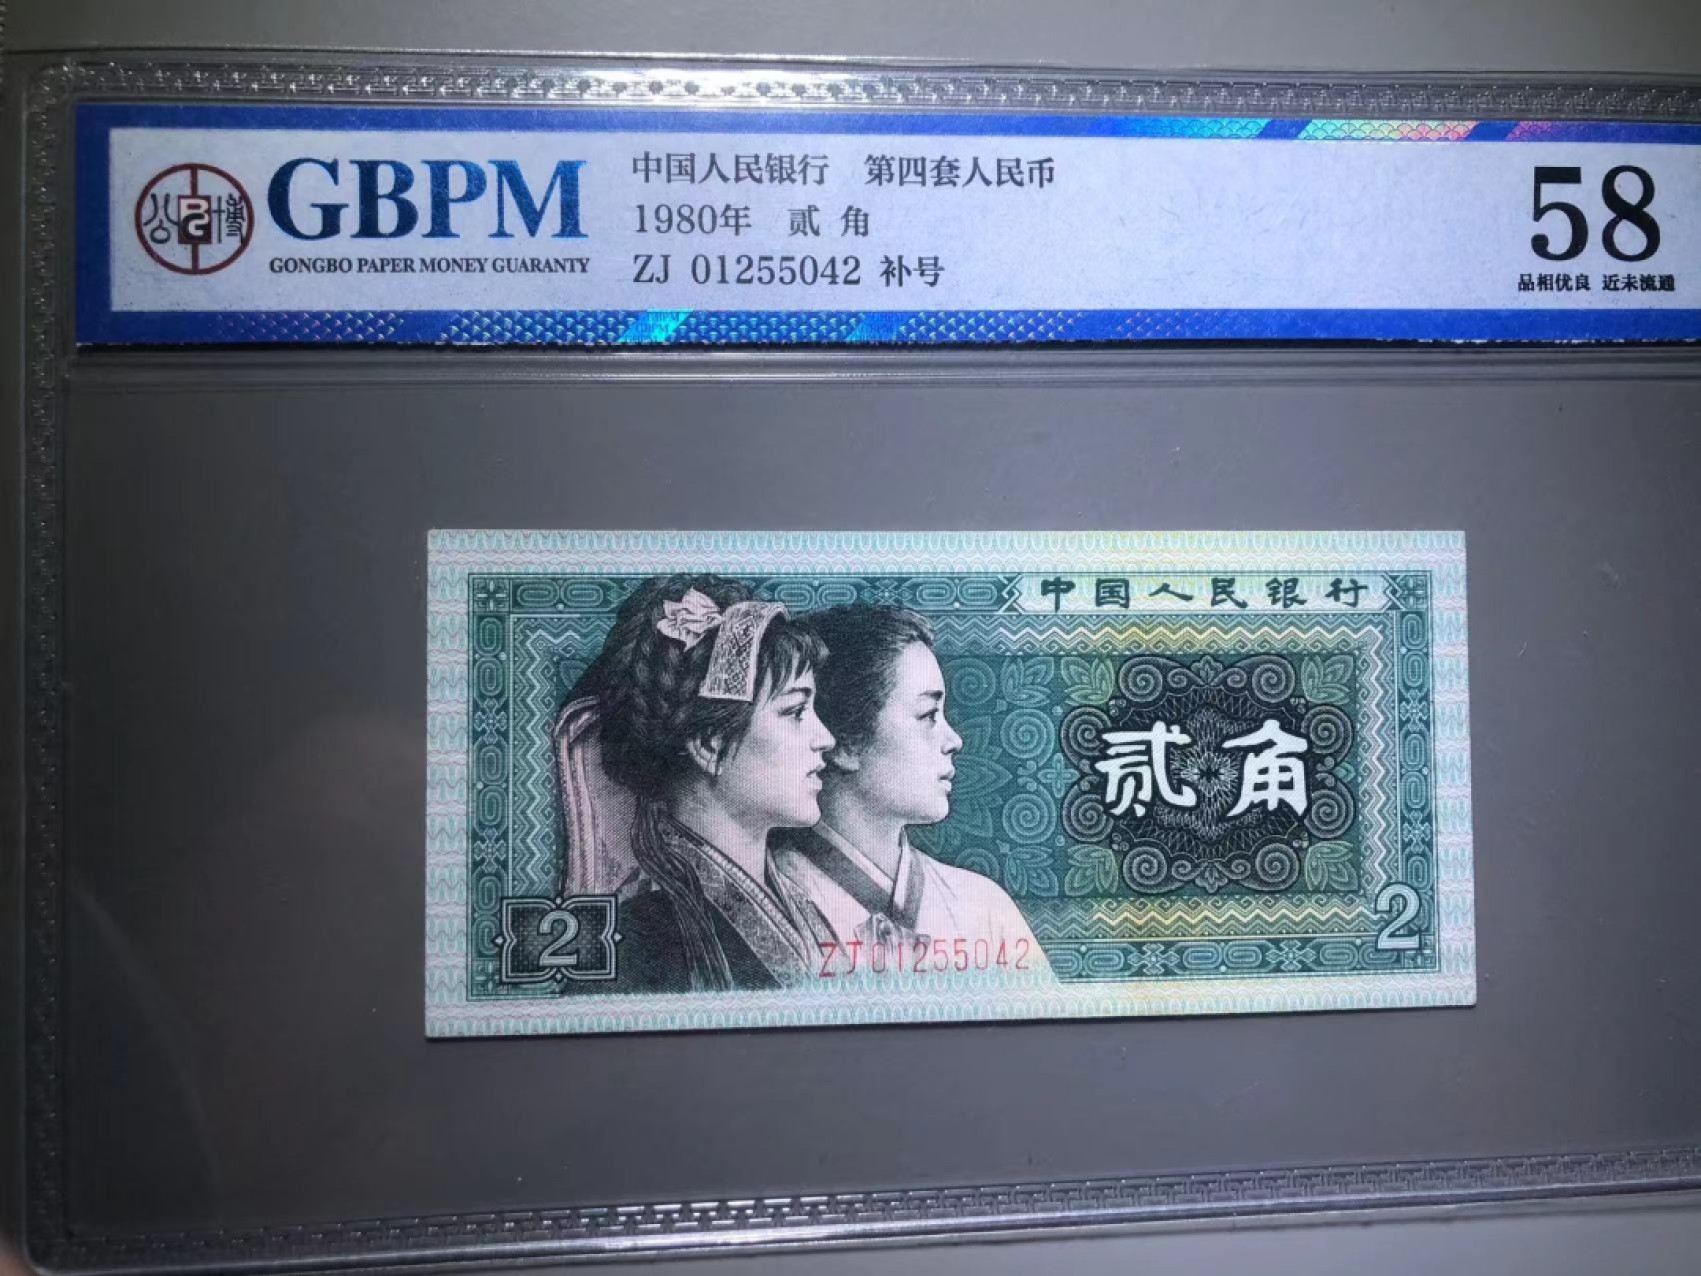 公博
GBPM
GONGBO PAPER MONEY GUARANTY
中国人民银行 第四套人民币
1980年 贰 角
ZJ 01255042 补号
58
品相优良 近未流通
中国人民银行
贰角
2
2
ZJ01255042